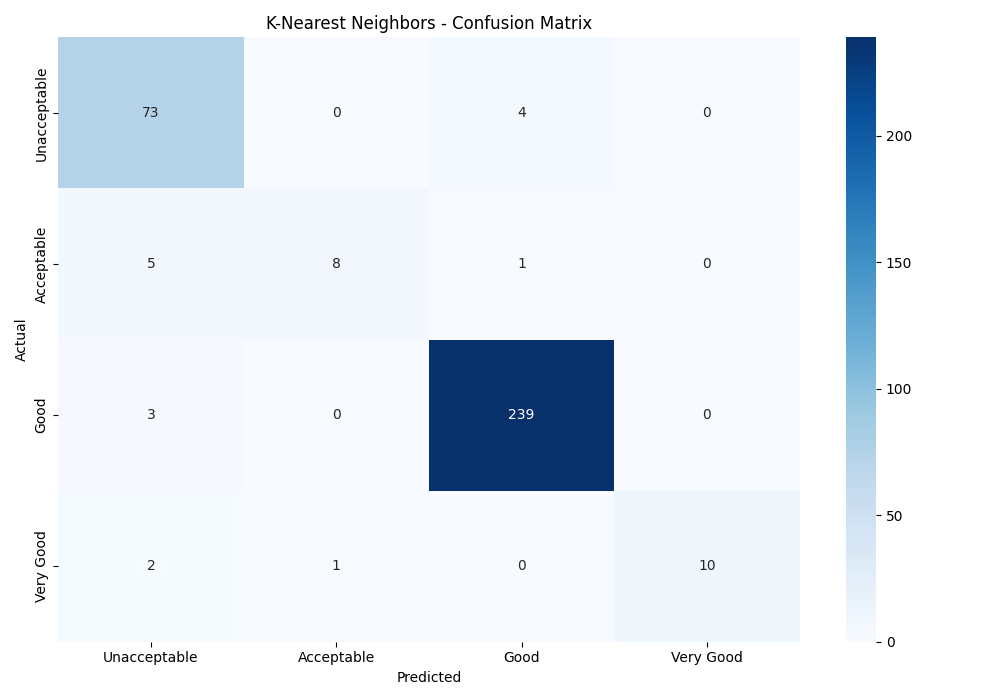 K-Nearest Neighbors - Confusion Matrix
Actual
Unacceptable
73 0 4 0
Acceptable
5 8 1 0
Good
3 0 239 0
Very Good
2 1 0 10
Unacceptable Acceptable Good Very Good
Predicted
200
150
100
50
0